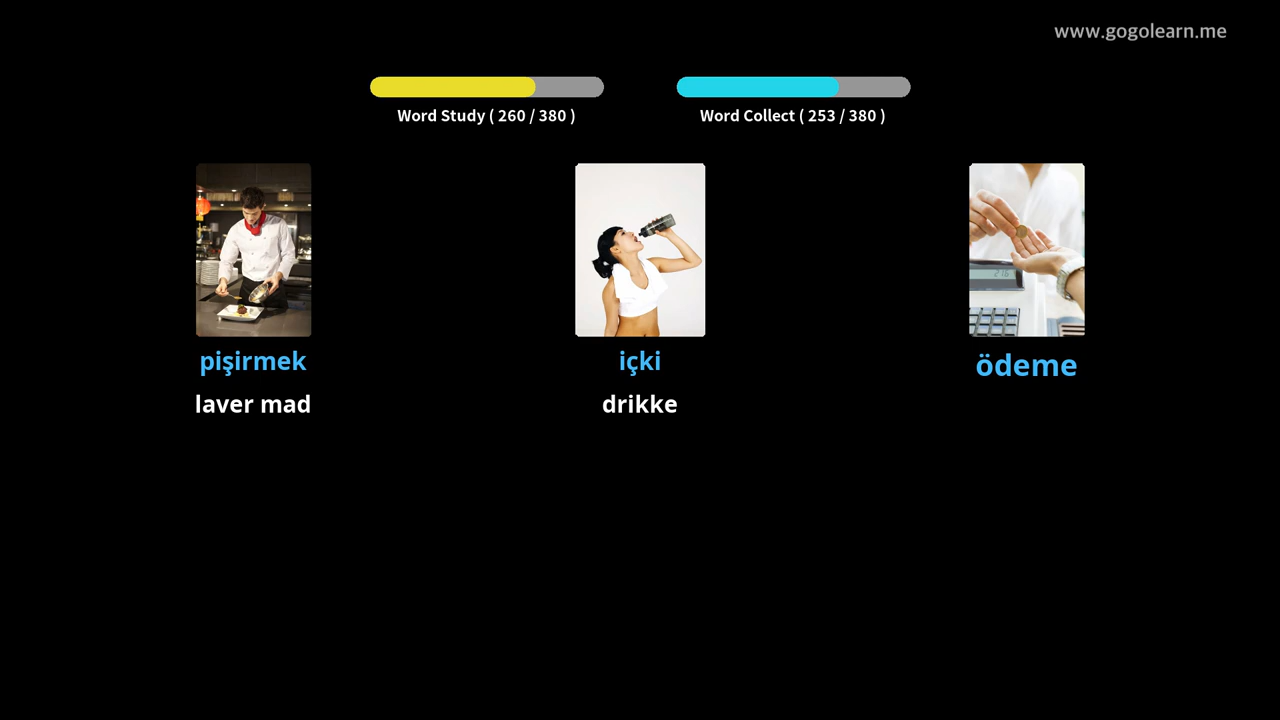 www.gogolearn.me
Word Study ( 260 / 380 )
Word Collect ( 253 / 380 )
pişirmek
laver mad
içki
drikke
ödeme